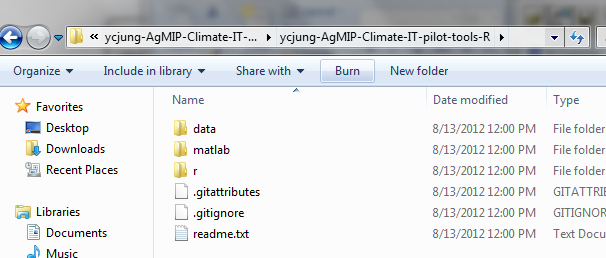 « ycjung-AgMIP-Climate-IT-... ▸ ycjung-AgMIP-Climate-IT-pilot-tools-R ▸
Organize Include in library Share with Burn New folder
Name Date modified Type
Favorites
Desktop
Downloads
Recent Places
Libraries
Documents
Music
data 8/13/2012 12:00 PM File folder
matlab 8/13/2012 12:00 PM File folder
r 8/13/2012 12:00 PM File folder
.gitattributes 8/13/2012 12:00 PM GITATTRIB
.gitignore 8/13/2012 12:00 PM GITIGNOR
readme.txt 8/13/2012 12:00 PM Text Docu